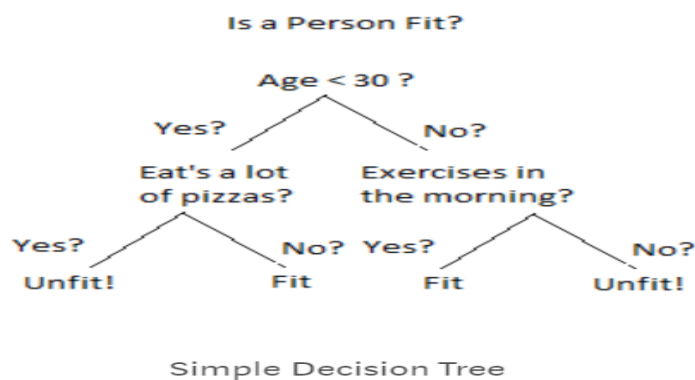 Is a Person Fit?
Age < 30 ?
Yes?
No?
Eat's a lot
of pizzas?
Exercises in
the morning?
Yes?
No?
Yes?
No?
Unfit!
Fit
Fit
Unfit!
Simple Decision Tree